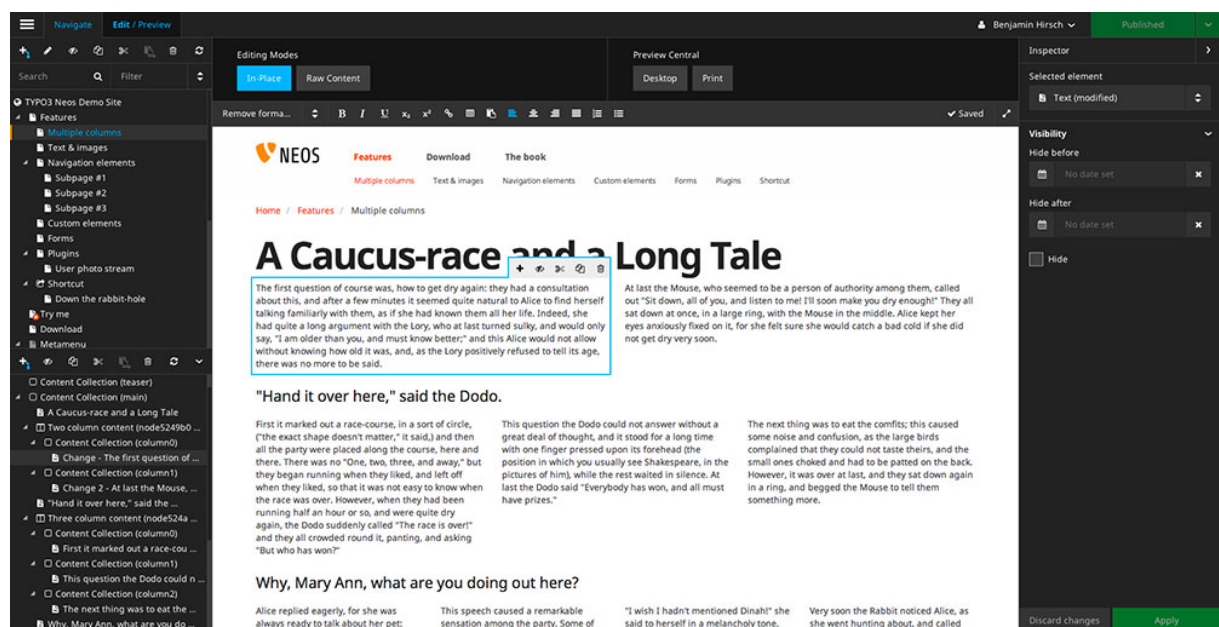 Navigate
Edit / Preview
Benjamin Hirsch
Published
Search
Filter
TYPO3 Neos Demo Site
Features
Multiple columns
Text & images
Navigation elements
Subpage #1
Subpage #2
Subpage #3
Custom elements
Forms
Plugins
User photo stream
Shortcut
Down the rabbit-hole
Try me
Download
Metamenu
Content Collection (teaser)
Content Collection (main)
A Caucus-race and a Long Tale
Two column content (node5249b0 ...
Content Collection (column0)
Change - The first question of ...
Content Collection (column1)
Change 2 - At last the Mouse, ...
"Hand it over here," said the ...
Three column content (node524a ...
Content Collection (column0)
First it marked out a race-cou ...
Content Collection (column1)
This question the Dodo could n ...
Content Collection (column2)
The next thing was to eat the ...
Why, Mary Ann, what are you do ...
Editing Modes
In-Place
Raw Content
Preview Central
Desktop
Print
Remove forma...
B I U x₂ x²
Saved
NEOS
Features
Download
The book
Multiple columns
Text & images
Navigation elements
Custom elements
Forms
Plugins
Shortcut
Home / Features / Multiple columns
A Caucus-race and a Long Tale
The first question of course was, how to get dry again: they had a consultation
about this, and after a few minutes it seemed quite natural to Alice to find herself
talking familiarly with them, as if she had known them all her life. Indeed, she
had quite a long argument with the Lory, who at last turned sulky, and would only
say, "I am older than you, and must know better;" and this Alice would not allow
without knowing how old it was, and, as the Lory positively refused to tell its age,
there was no more to be said.
At last the Mouse, who seemed to be a person of authority among them, called
out "Sit down, all of you, and listen to me! I'll soon make you dry enough!" They all
sat down at once, in a large ring, with the Mouse in the middle. Alice kept her
eyes anxiously fixed on it, for she felt sure she would catch a bad cold if she did
not get dry very soon.
"Hand it over here," said the Dodo.
First it marked out a race-course, in a sort of circle,
("the exact shape doesn't matter," it said,) and then
all the party were placed along the course, here and
there. There was no "One, two, three, and away," but
they began running when they liked, and left off
when they liked, so that it was not easy to know when
the race was over. However, when they had been
running half an hour or so, and were quite dry
again, the Dodo suddenly called "The race is over!"
and they all crowded round it, panting, and asking
"But who has won?"
This question the Dodo could not answer without a
great deal of thought, and it stood for a long time
with one finger pressed upon its forehead (the
position in which you usually see Shakespeare, in the
pictures of him), while the rest waited in silence. At
last the Dodo said "Everybody has won, and all must
have prizes."
The next thing was to eat the comfits; this caused
some noise and confusion, as the large birds
complained that they could not taste theirs, and the
small ones choked and had to be patted on the back.
However, it was over at last, and they sat down again
in a ring, and begged the Mouse to tell them
something more.
Why, Mary Ann, what are you doing out here?
Alice replied eagerly, for she was
always ready to talk about her pet:
This speech caused a remarkable
sensation among the party. Some of
"I wish I hadn't mentioned Dinah!" she
said to herself in a melancholy tone.
Very soon the Rabbit noticed Alice, as
she went hunting about, and called
Inspector
Selected element
Text (modified)
Visibility
Hide before
No date set
Hide after
No date set
Hide
Discard changes
Apply